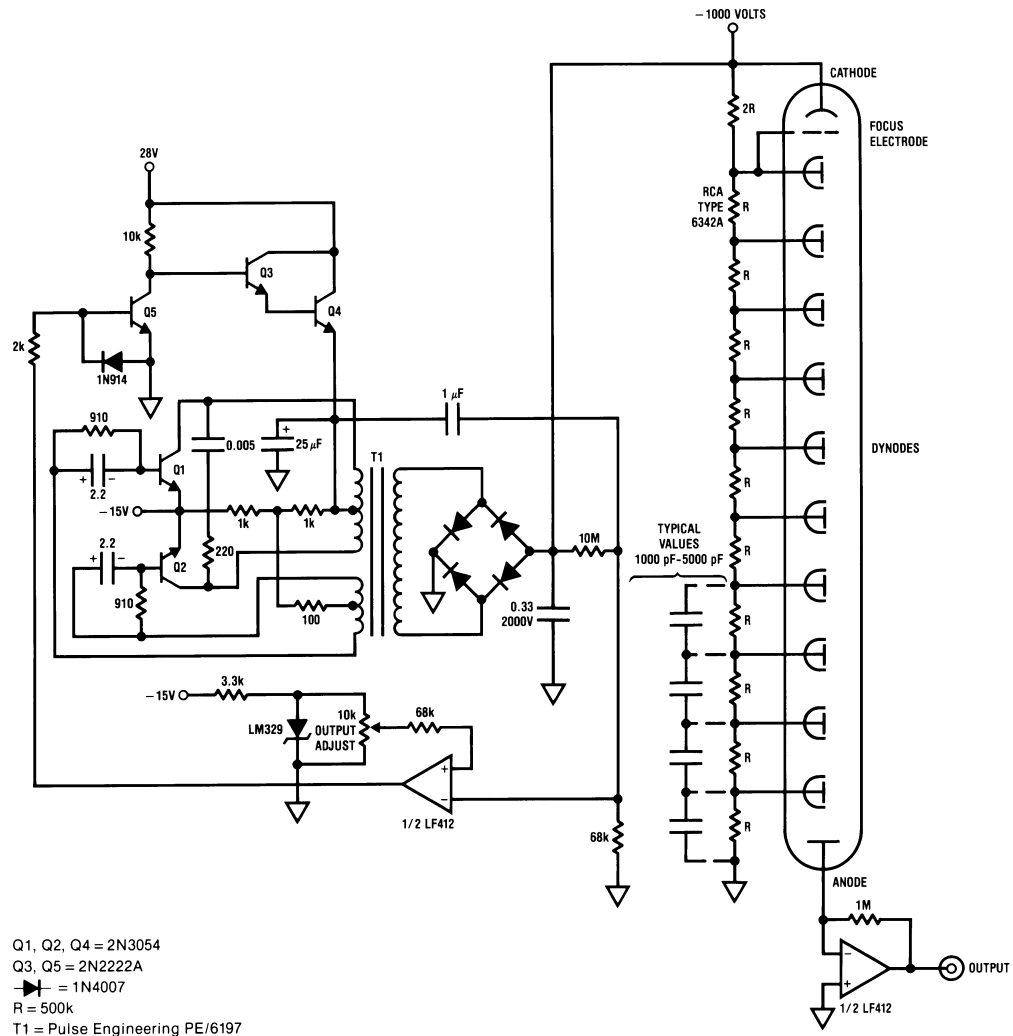 − 1000 VOLTS
CATHODE
2R
FOCUS
ELECTRODE
28V
RCA
TYPE
6342A
R
10k
Q3
R
Q5
Q4
2k
R
1N914
R
1 μF
910
+
0.005
25 μF
T1
DYNODES
Q1
+ −
2.2
R
−15V
1k
1k
2.2
+ −
TYPICAL
VALUES
1000 pF-5000 pF
10M
R
220
Q2
910
100
0.33
2000V
R
R
3.3k
−15V
10k
OUTPUT
ADJUST
68k
LM329
R
+
−
1/2 LF412
68k
R
ANODE
1M
−
+
OUTPUT
1/2 LF412
Q1, Q2, Q4 = 2N3054
Q3, Q5 = 2N2222A
= 1N4007
R = 500k
T1 = Pulse Engineering PE/6197